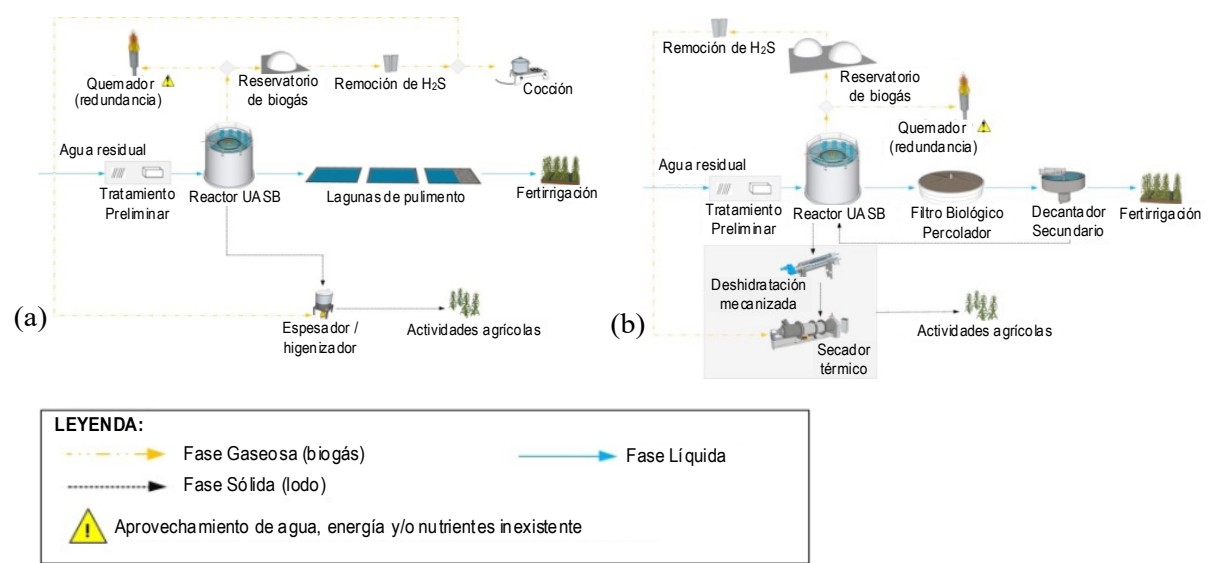 Quemador
(redundancia)
Reservatorio
de biogás
Remoción de H₂S
Cocción
Agua residual
Tratamiento
Preliminar
Reactor UASB
Lagunas de pulimento
Fertirrigación
(a)
Espesador /
higenizador
Actividades agrícolas
Remoción de H₂S
Reservatorio
de biogás
Quemador
(redundancia)
Agua residual
Tratamiento
Preliminar
Reactor UASB
Filtro Biológico
Percolador
Decantador
Secundario
Fertirrigación
Deshidratación
mecanizada
(b)
Secador
térmico
Actividades agrícolas
LEYENDA:
Fase Gaseosa (biogás)
Fase Líquida
Fase Sólida (lodo)
Aprovechamiento de agua, energía y/o nutrientes inexistente